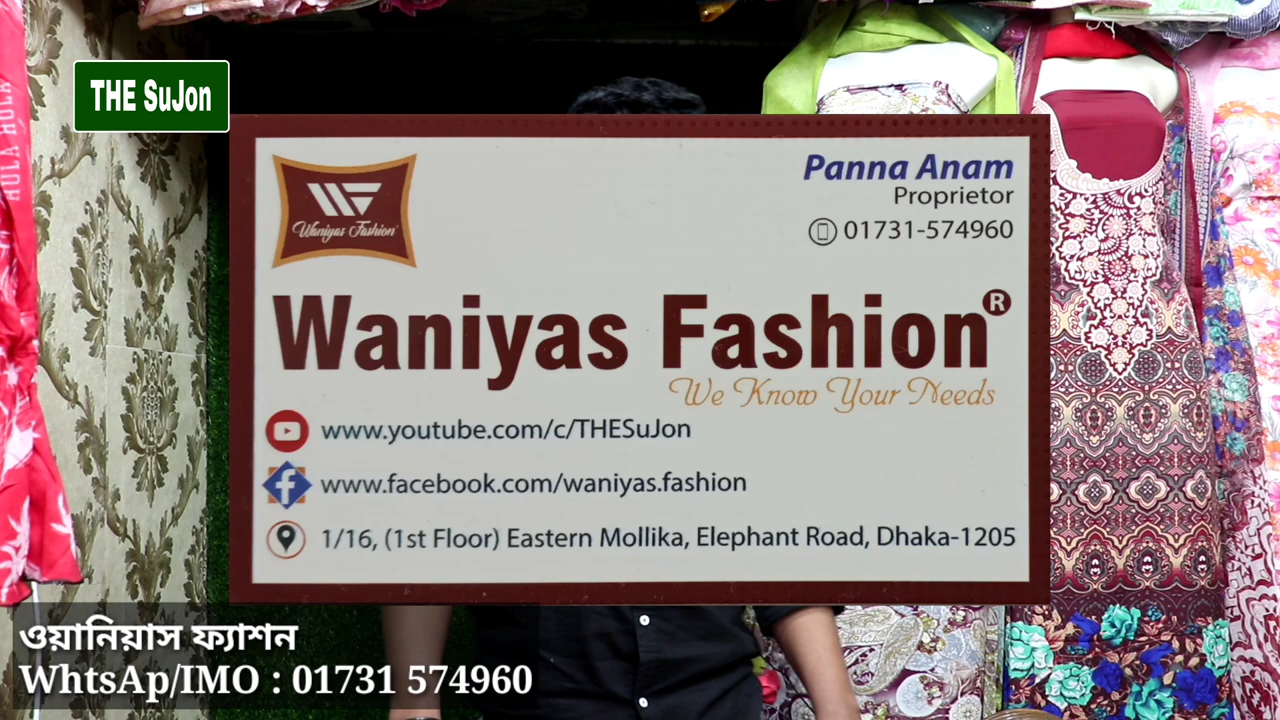 THE SuJon
Waniyas Fashion
Panna Anam
Proprietor
01731-574960
Waniyas Fashion®
We Know Your Needs
www.youtube.com/c/THESuJon
www.facebook.com/waniyas.fashion
1/16, (1st Floor) Eastern Mollika, Elephant Road, Dhaka-1205
ওয়ানিয়াস ফ্যাশন
WhtsAp/IMO : 01731 574960
HULA HULA